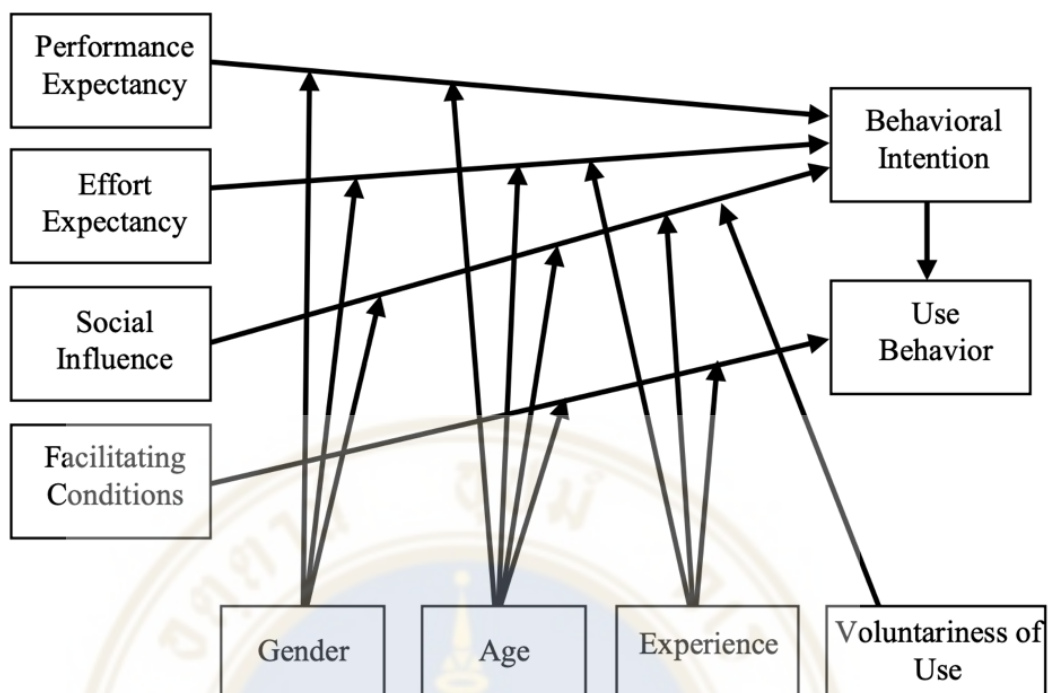 Performance
Expectancy
Effort
Expectancy
Social
Influence
Facilitating
Conditions
Behavioral
Intention
Use
Behavior
Gender
Age
Experience
Voluntariness of
Use